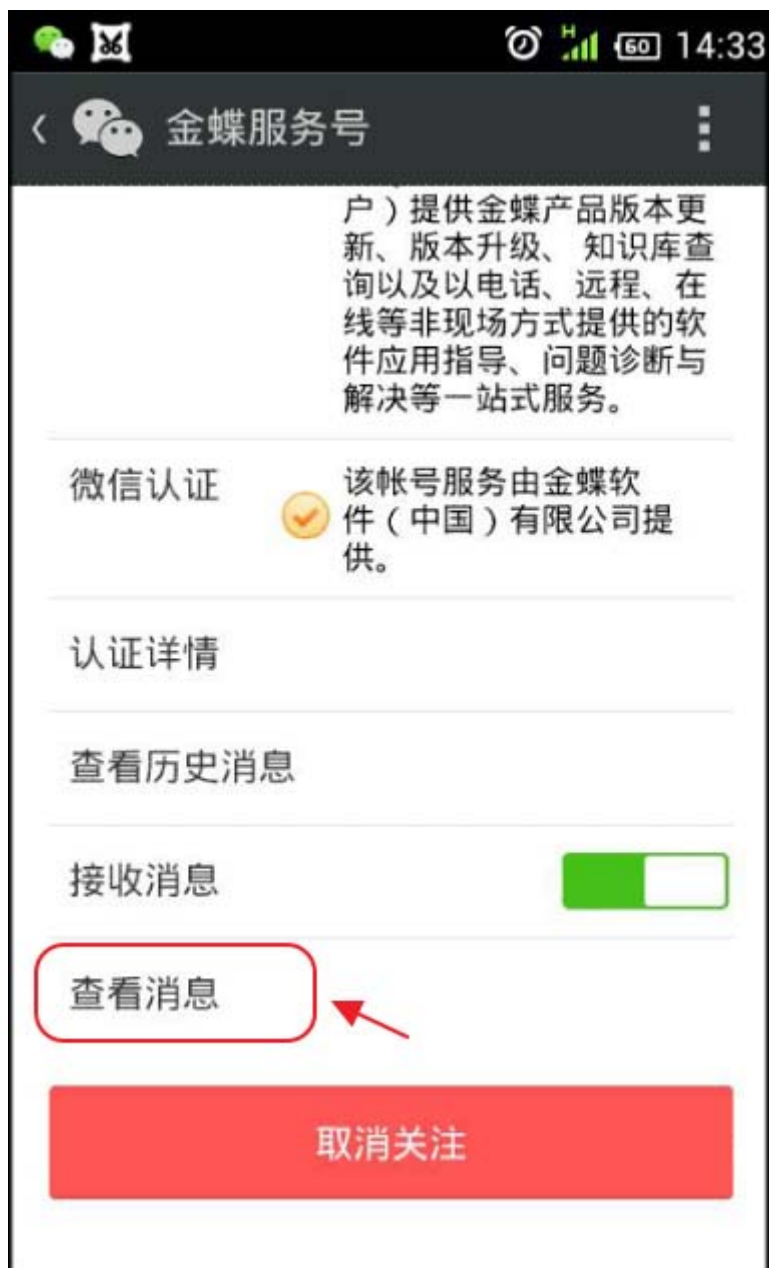 H 60 14:33
金蝶服务号
户）提供金蝶产品版本更
新、版本升级、 知识库查
询以及以电话、远程、在
线等非现场方式提供的软
件应用指导、问题诊断与
解决等一站式服务。
微信认证
该帐号服务由金蝶软
件（中国）有限公司提
供。
认证详情
查看历史消息
接收消息
查看消息
取消关注